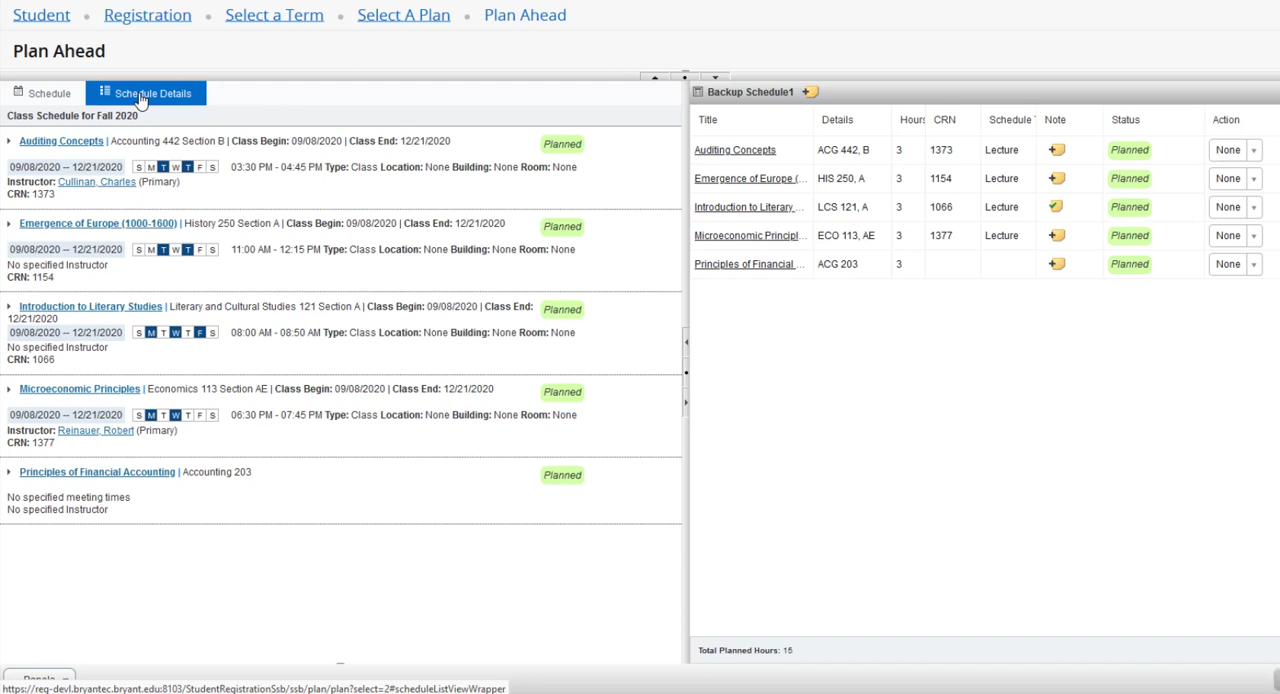 Student • Registration • Select a Term • Select A Plan • Plan Ahead
Plan Ahead
Schedule
Schedule Details
Class Schedule for Fall 2020
Auditing Concepts | Accounting 442 Section B | Class Begin: 09/08/2020 | Class End: 12/21/2020
Planned
09/08/2020 -- 12/21/2020 S M T W T F S 03:30 PM - 04:45 PM Type: Class Location: None Building: None Room: None
Instructor: Cullinan, Charles (Primary)
CRN: 1373
Emergence of Europe (1000-1600) | History 250 Section A | Class Begin: 09/08/2020 | Class End: 12/21/2020
Planned
09/08/2020 -- 12/21/2020 S M T W T F S 11:00 AM - 12:15 PM Type: Class Location: None Building: None Room: None
No specified Instructor
CRN: 1154
Introduction to Literary Studies | Literary and Cultural Studies 121 Section A | Class Begin: 09/08/2020 | Class End:
12/21/2020
Planned
09/08/2020 -- 12/21/2020 S M T W T F S 08:00 AM - 08:50 AM Type: Class Location: None Building: None Room: None
No specified Instructor
CRN: 1066
Microeconomic Principles | Economics 113 Section AE | Class Begin: 09/08/2020 | Class End: 12/21/2020
Planned
09/08/2020 -- 12/21/2020 S M T W T F S 06:30 PM - 07:45 PM Type: Class Location: None Building: None Room: None
Instructor: Reinauer, Robert (Primary)
CRN: 1377
Principles of Financial Accounting | Accounting 203
Planned
No specified meeting times
No specified Instructor
Backup Schedule1
Title Details Hours CRN Schedule Note Status Action
Auditing Concepts ACG 442, B 3 1373 Lecture Planned None
Emergence of Europe (... HIS 250, A 3 1154 Lecture Planned None
Introduction to Literary ... LCS 121, A 3 1066 Lecture Planned None
Microeconomic Principl... ECO 113, AE 3 1377 Lecture Planned None
Principles of Financial ... ACG 203 3 Planned None
Total Planned Hours: 15
Panels
https://reg-devl.bryantec.bryant.edu:8103/StudentRegistrationSsb/ssb/plan/plan?select=2#scheduleListViewWrapper